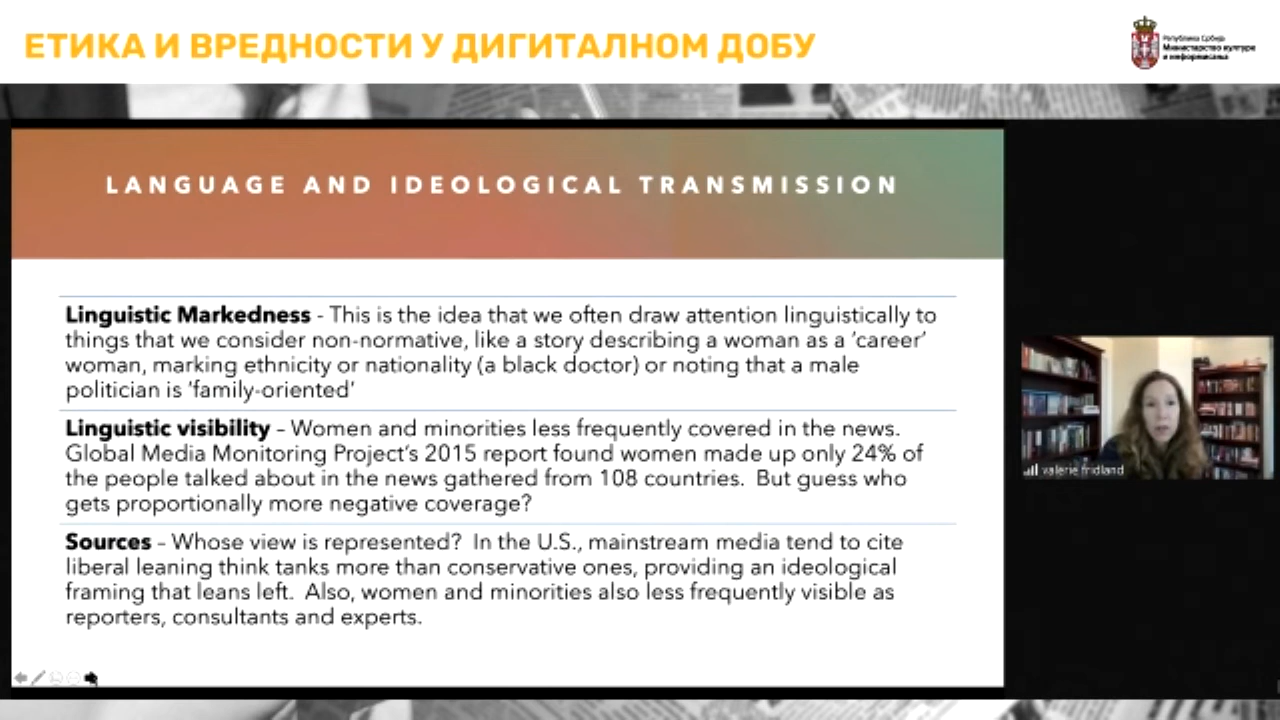 ЕТИКА И ВРЕДНОСТИ У ДИГИТАЛНОМ ДОБУ
Република Србија
Министарство културе
и информисања
LANGUAGE AND IDEOLOGICAL TRANSMISSION
Linguistic Markedness - This is the idea that we often draw attention linguistically to
things that we consider non-normative, like a story describing a woman as a ‘career’
woman, marking ethnicity or nationality (a black doctor) or noting that a male
politician is ‘family-oriented’
Linguistic visibility – Women and minorities less frequently covered in the news.
Global Media Monitoring Project’s 2015 report found women made up only 24% of
the people talked about in the news gathered from 108 countries. But guess who
gets proportionally more negative coverage?
Sources – Whose view is represented? In the U.S., mainstream media tend to cite
liberal leaning think tanks more than conservative ones, providing an ideological
framing that leans left. Also, women and minorities also less frequently visible as
reporters, consultants and experts.
valerie fridland